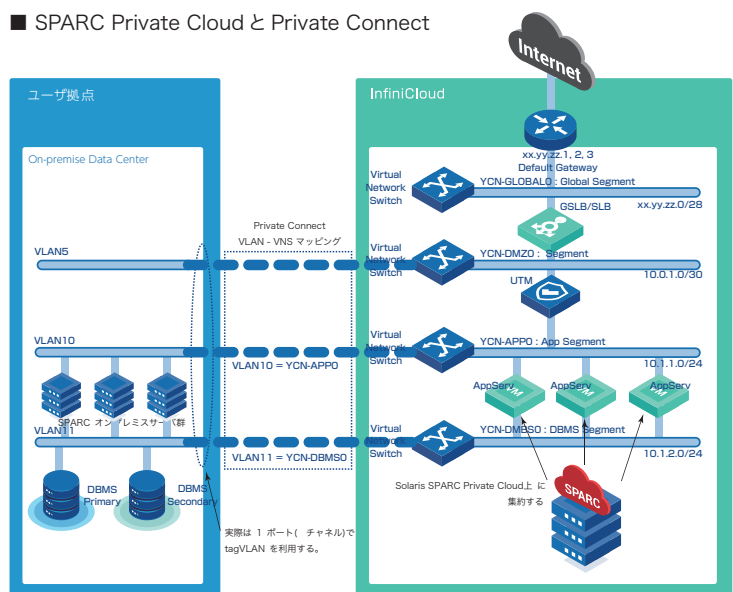 ■ SPARC Private Cloud と Private Connect
Internet
ユーザ拠点
InfiniCloud
On-premise Data Center
xx.yy.zz.1, 2, 3
Default Gateway
Virtual
Network
Switch
YCN-GLOBAL0 : Global Segment
xx.yy.zz.0/28
GSLB/SLB
Private Connect
VLAN - VNS マッピング
VLAN5
Virtual
Network
Switch
YCN-DMZ0 : Segment
10.0.1.0/30
UTM
VLAN10
VLAN10 = YCN-APP0
Virtual
Network
Switch
YCN-APP0 : App Segment
10.1.1.0/24
AppServ
AppServ
AppServ
VM
VM
VM
SPARC オンプレミスサーバ群
VLAN11
VLAN11 = YCN-DBMS0
Virtual
Network
Switch
YCN-DMBS0 : DBMS Segment
10.1.2.0/24
DBMS
Primary
DBMS
Secondary
Solaris SPARC Private Cloud上 に
集約する
SPARC
実際は 1 ポート( チャネル)で
tagVLAN を利用する。